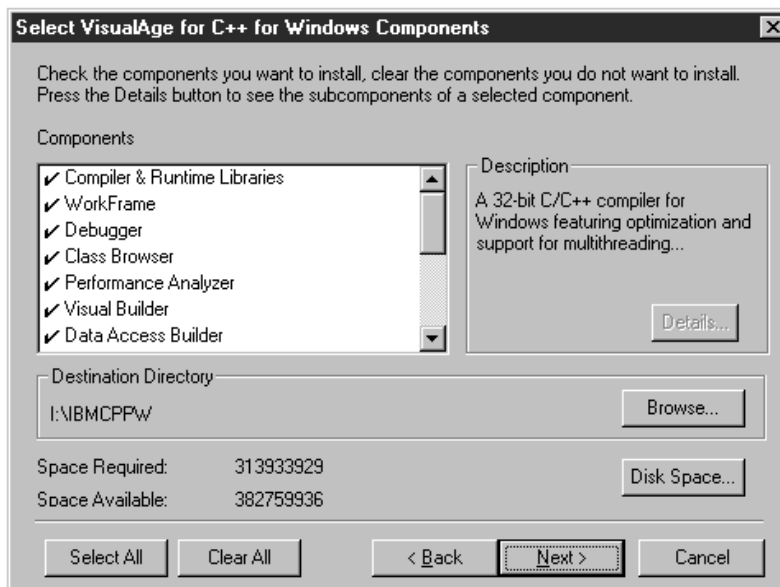 Select VisualAge for C++ for Windows Components
Check the components you want to install, clear the components you do not want to install.
Press the Details button to see the subcomponents of a selected component.
Components
✔ Compiler & Runtime Libraries
✔ WorkFrame
✔ Debugger
✔ Class Browser
✔ Performance Analyzer
✔ Visual Builder
✔ Data Access Builder
Description
A 32-bit C/C++ compiler for
Windows featuring optimization and
support for multithreading...
Details...
Destination Directory
I:\IBMCPPW
Browse...
Space Required: 313933929
Space Available: 382759936
Disk Space...
Select All
Clear All
< Back
Next >
Cancel